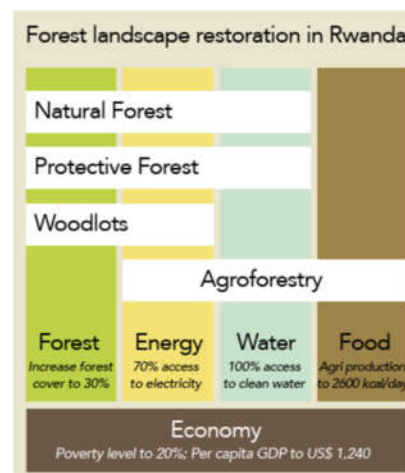 Forest landscape restoration in Rwanda
Natural Forest
Protective Forest
Woodlots
Agroforestry
Forest
Increase forest
cover to 30%
Energy
70% access
to electricity
Water
100% access
to clean water
Food
Agri production
to 2600 kcal/day
Economy
Poverty level to 20%; Per capita GDP to US$ 1,240